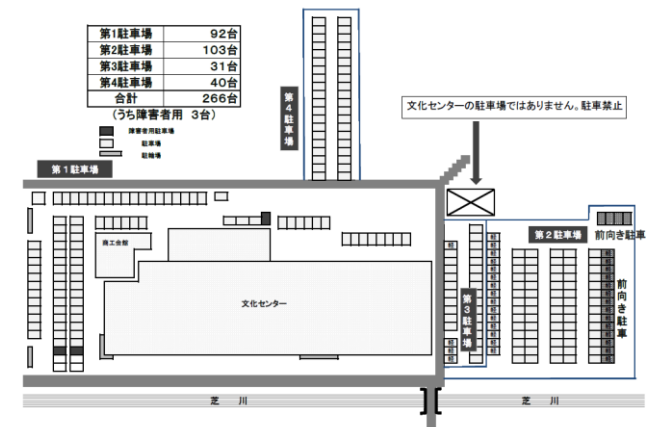 第1駐車場 92台
第2駐車場 103台
第3駐車場 31台
第4駐車場 40台
合計 266台
(うち障害者用 3台)
障害者用駐車場
駐車場
駐輪場
第1駐車場
第4駐車場
文化センターの駐車場ではありません。駐車禁止
第2駐車場
前向き駐車
商工会館
文化センター
第3駐車場
前向き駐車
芝川
芝川